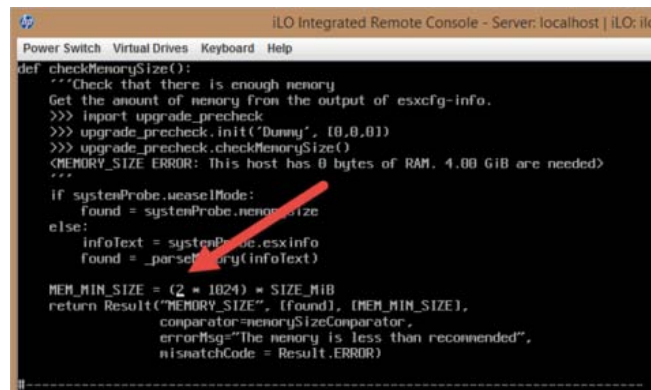 iLO Integrated Remote Console - Server: localhost | iLO: ilo
Power Switch Virtual Drives Keyboard Help
def checkMemorySize():
'''Check that there is enough memory
Get the amount of memory from the output of esxcfg-info.
>>> import upgrade_precheck
>>> upgrade_precheck.init('Dummy', [0,0,0])
>>> upgrade_precheck.checkMemorySize()
<MEMORY_SIZE ERROR: This host has 0 bytes of RAM. 4.00 GiB are needed>
'''
if systemProbe.weaselMode:
found = systemProbe.memorySize
else:
infoText = systemProbe.esxinfo
found = _parseMemory(infoText)
MEM_MIN_SIZE = (2 * 1024) * SIZE_MiB
return Result("MEMORY_SIZE", [found], [MEM_MIN_SIZE],
comparator=memorySizeComparator,
errorMsg="The memory is less than recommended",
mismatchCode = Result.ERROR)
#----------------------------------------------------------------------